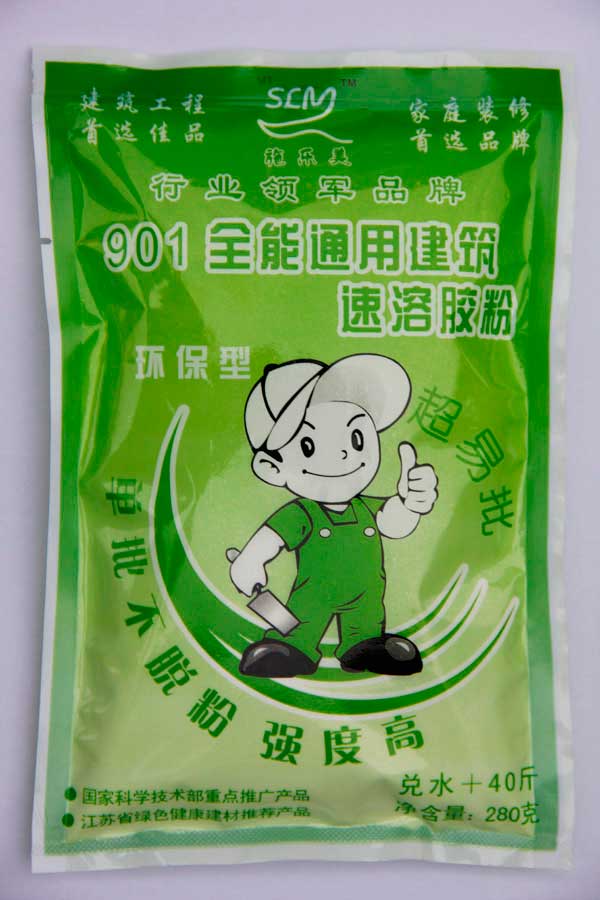 建筑工程
首选佳品
SLM
TM
施乐美
家庭装修
首选品牌
行业领军品牌
901 全能通用建筑
速溶胶粉
环保型
超易批
单批不脱粉 强度高
兑水＋40斤
净含量：280克
●国家科学技术部重点推广产品
●江苏省绿色健康建材推荐产品